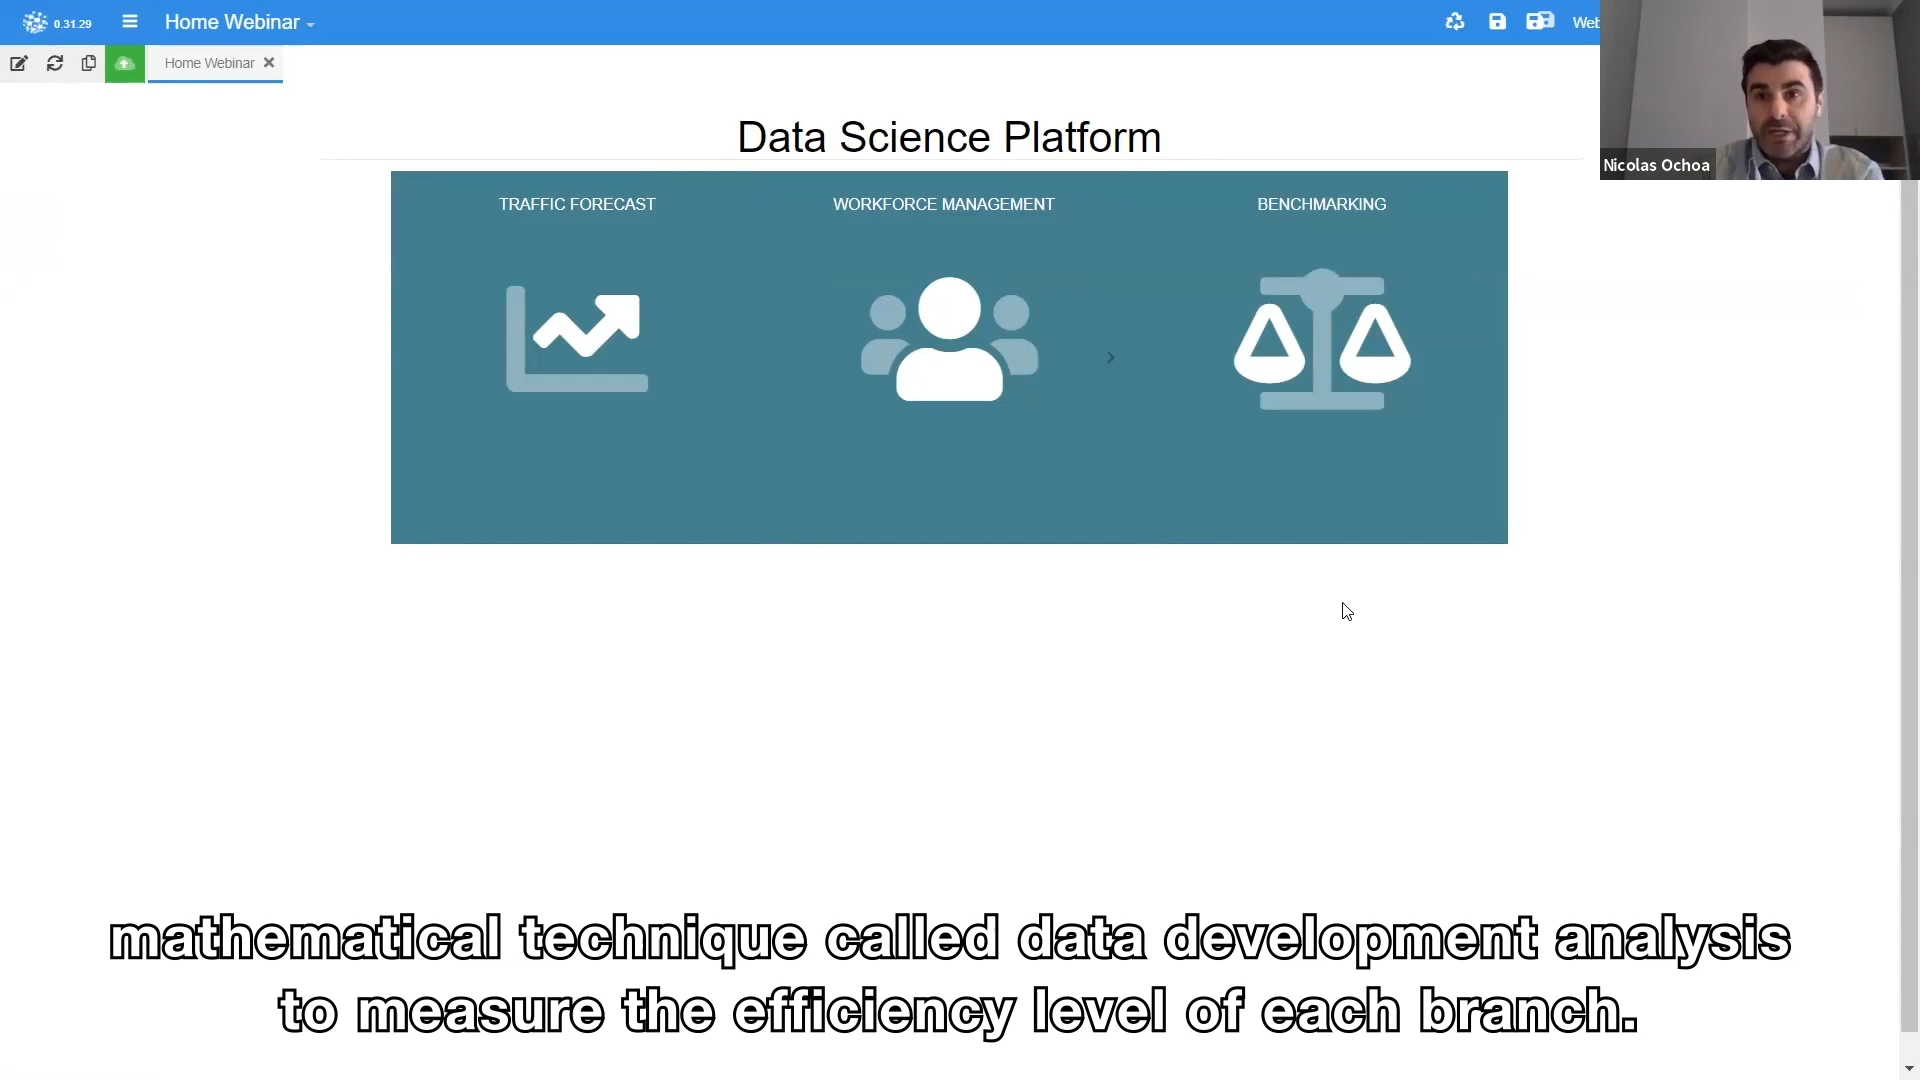 0.31.29
Home Webinar
Web
Home Webinar
Nicolas Ochoa
Data Science Platform
TRAFFIC FORECAST
WORKFORCE MANAGEMENT
BENCHMARKING
mathematical technique called data development analysis
to measure the efficiency level of each branch.